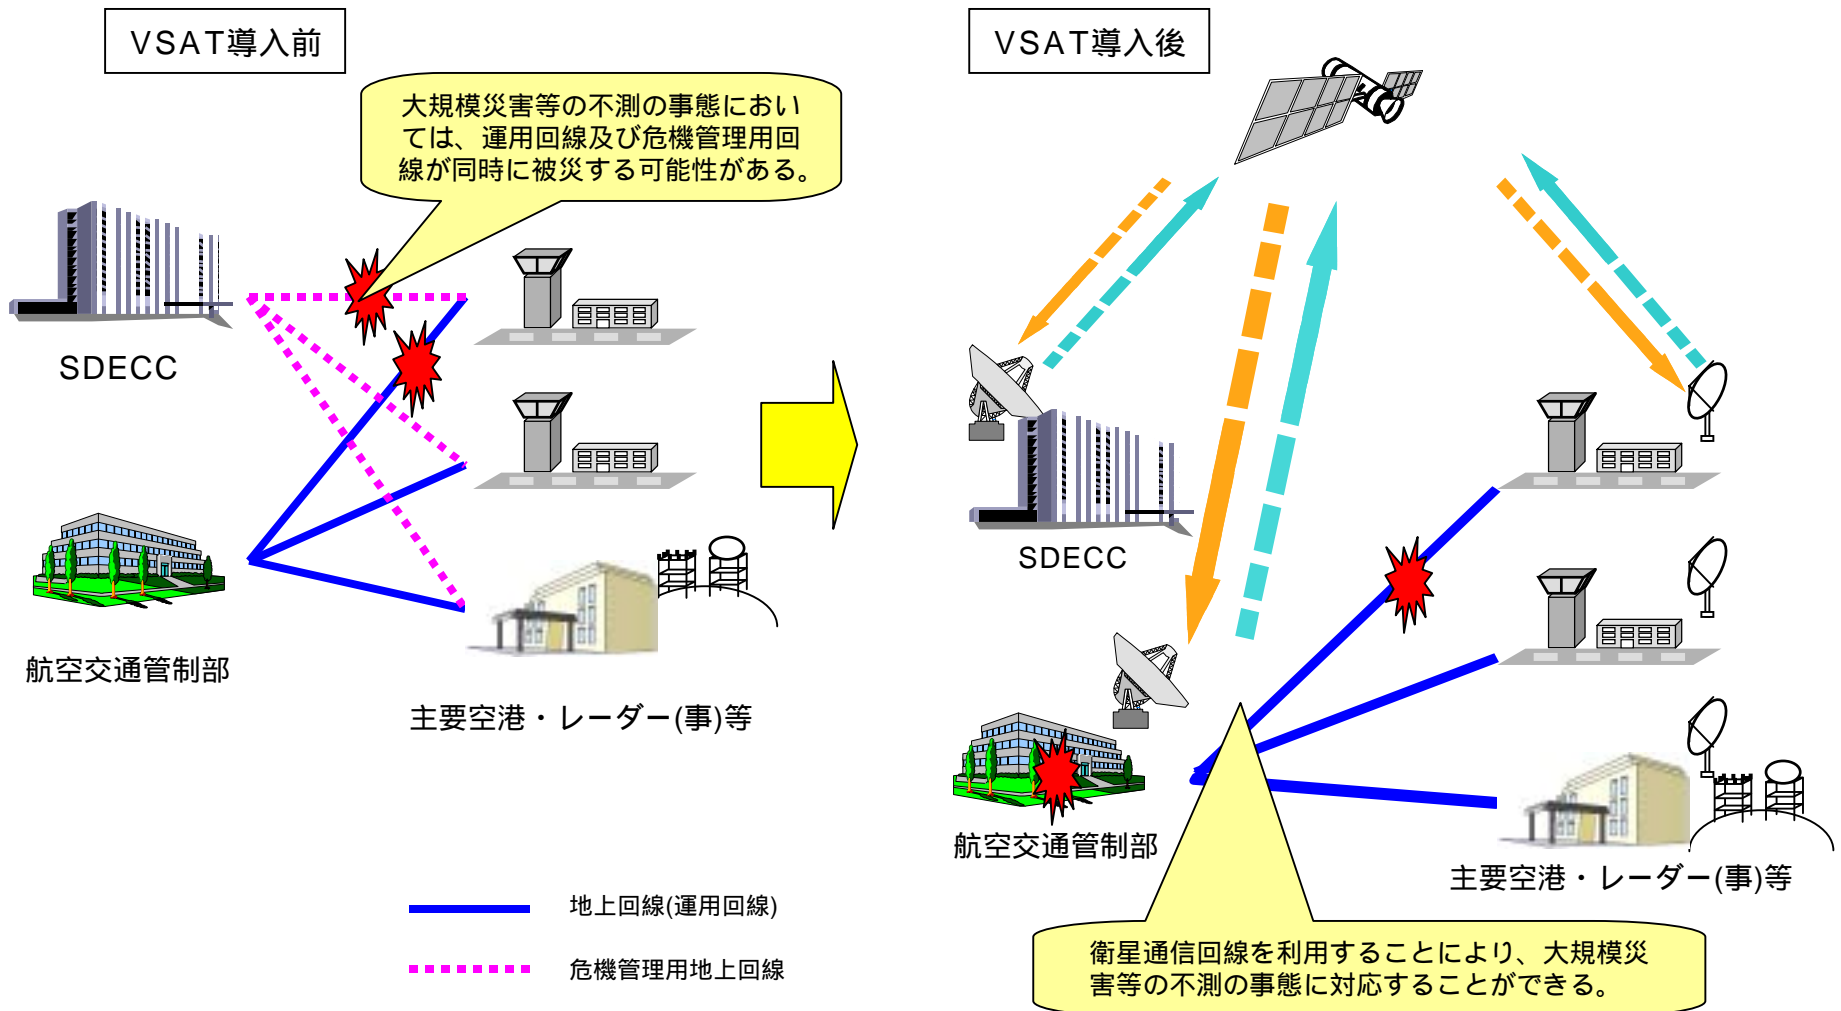 VSAT導入前
大規模災害等の不測の事態におい
ては、運用回線及び危機管理用回
線が同時に被災する可能性がある。
SDECC
航空交通管制部
主要空港・レーダー(事)等
地上回線(運用回線)
危機管理用地上回線
VSAT導入後
SDECC
航空交通管制部
主要空港・レーダー(事)等
衛星通信回線を利用することにより、大規模災
害等の不測の事態に対応することができる。